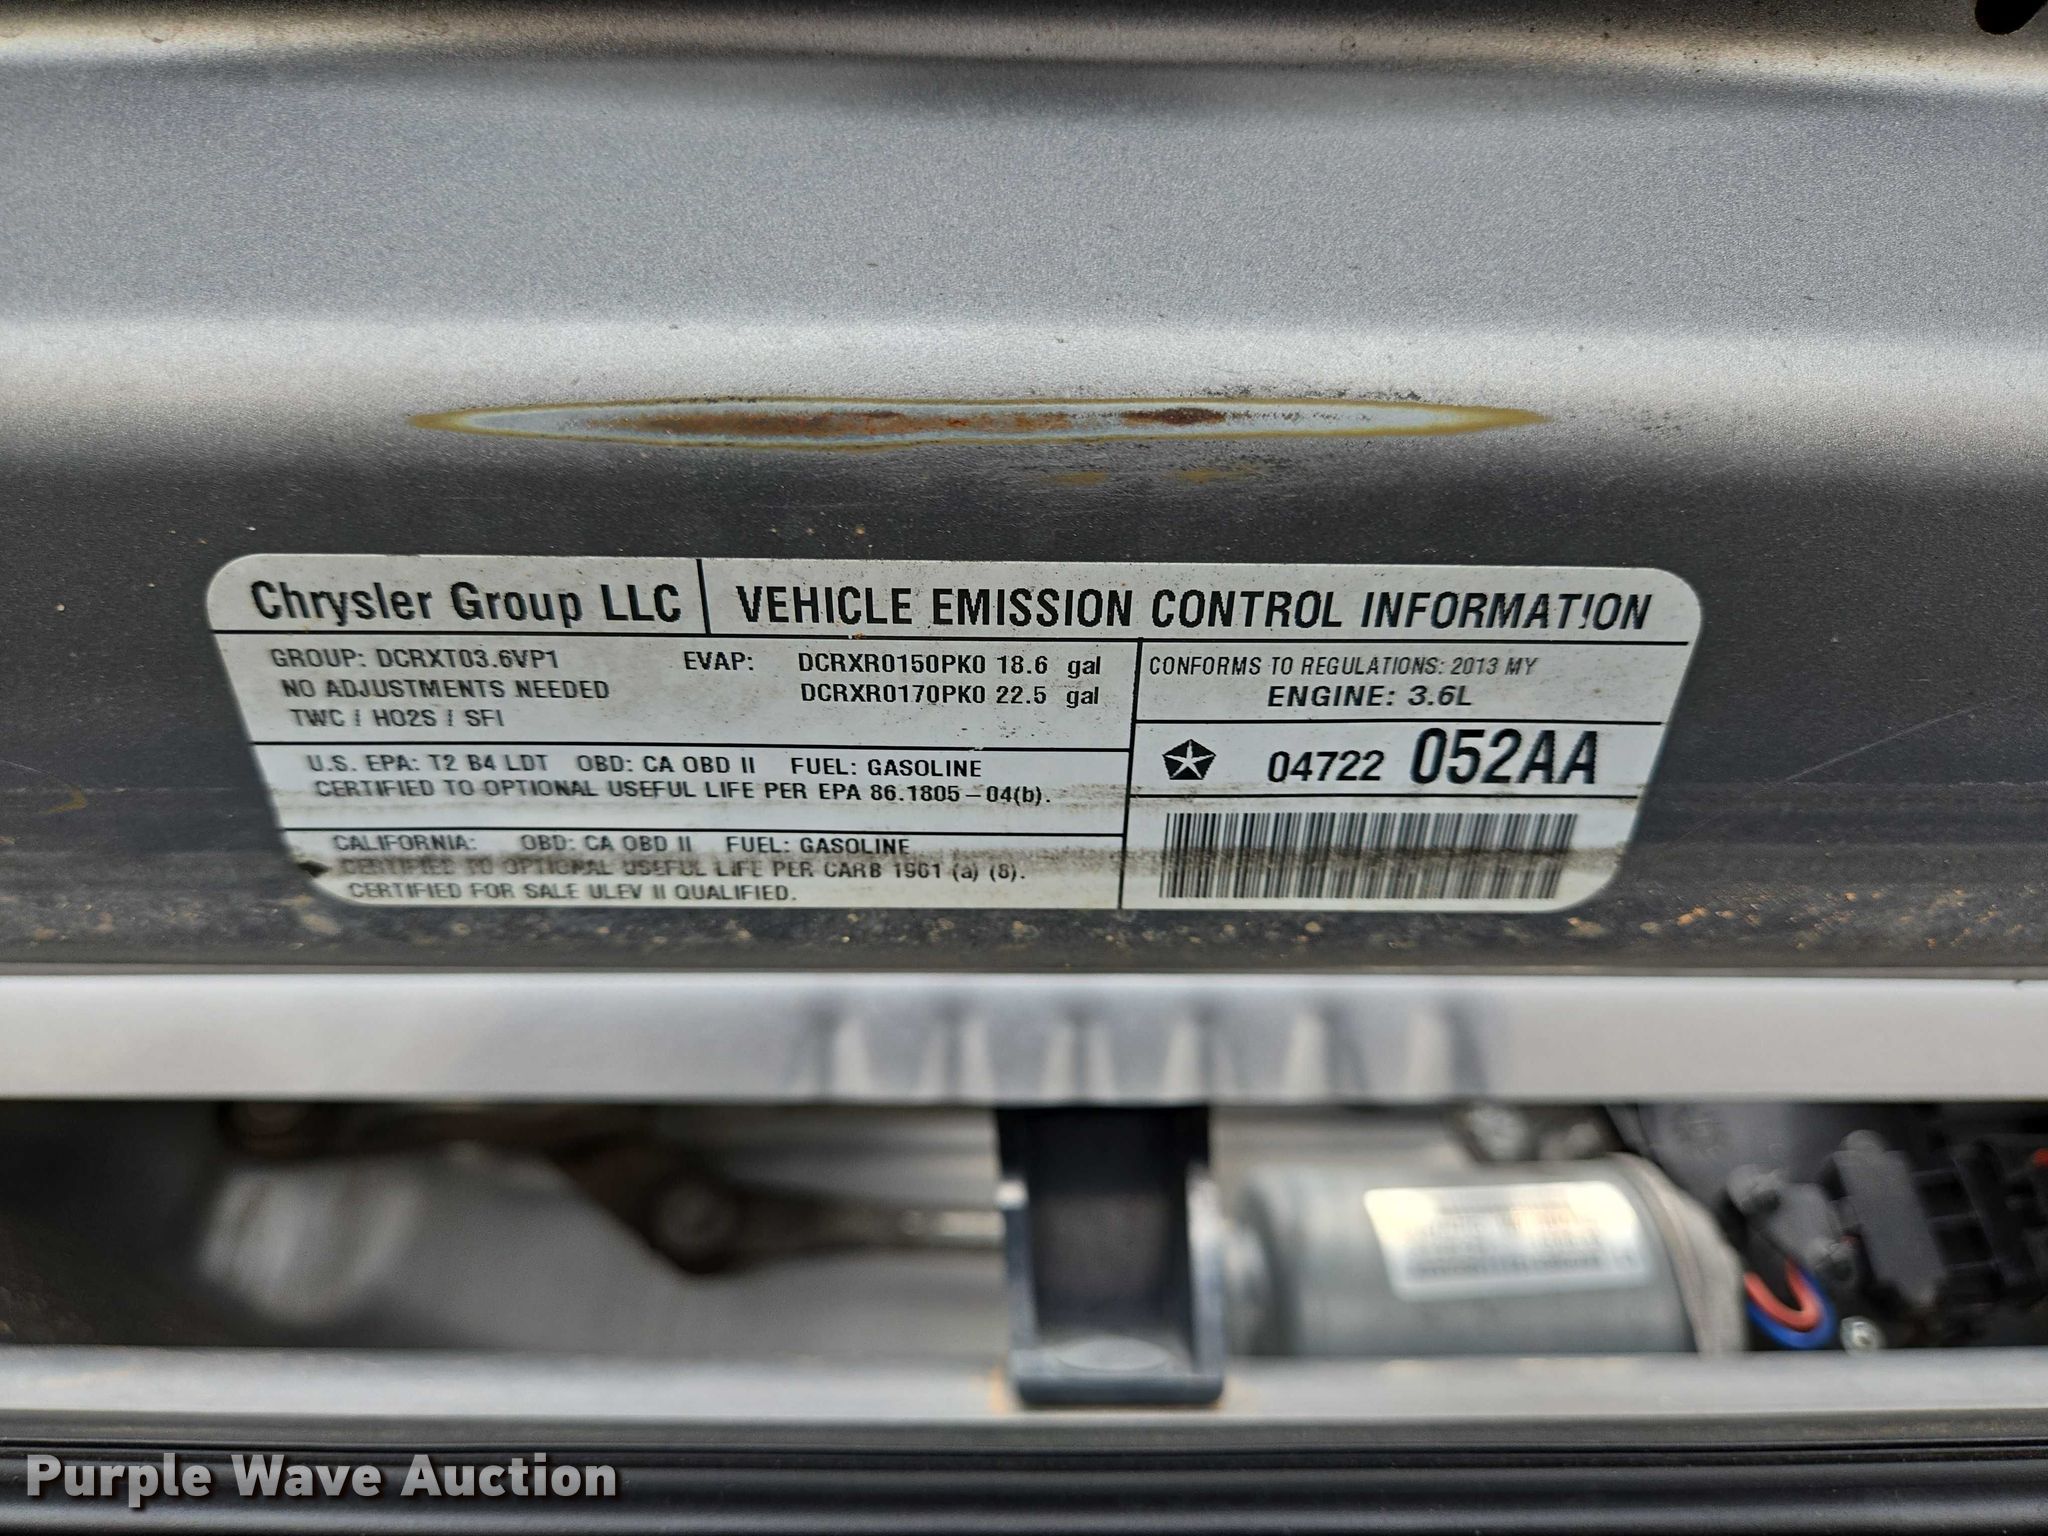 Chrysler Group LLC VEHICLE EMISSION CONTROL INFORMATION
GROUP: DCRXT03.6VP1 EVAP: DCRXR0150PK0 18.6 gal
NO ADJUSTMENTS NEEDED DCRXR0170PK0 22.5 gal
TWC / HO2S / SFI
CONFORMS TO REGULATIONS: 2013 MY
ENGINE: 3.6L
U.S. EPA: T2 B4 LDT OBD: CA OBD II FUEL: GASOLINE
CERTIFIED TO OPTIONAL USEFUL LIFE PER EPA 86.1805-04(b).
04722 052AA
CALIFORNIA: OBD: CA OBD II FUEL: GASOLINE
CERTIFIED TO OPTIONAL USEFUL LIFE PER CARB 1961 (a) (8).
CERTIFIED FOR SALE ULEV II QUALIFIED.
Purple Wave Auction